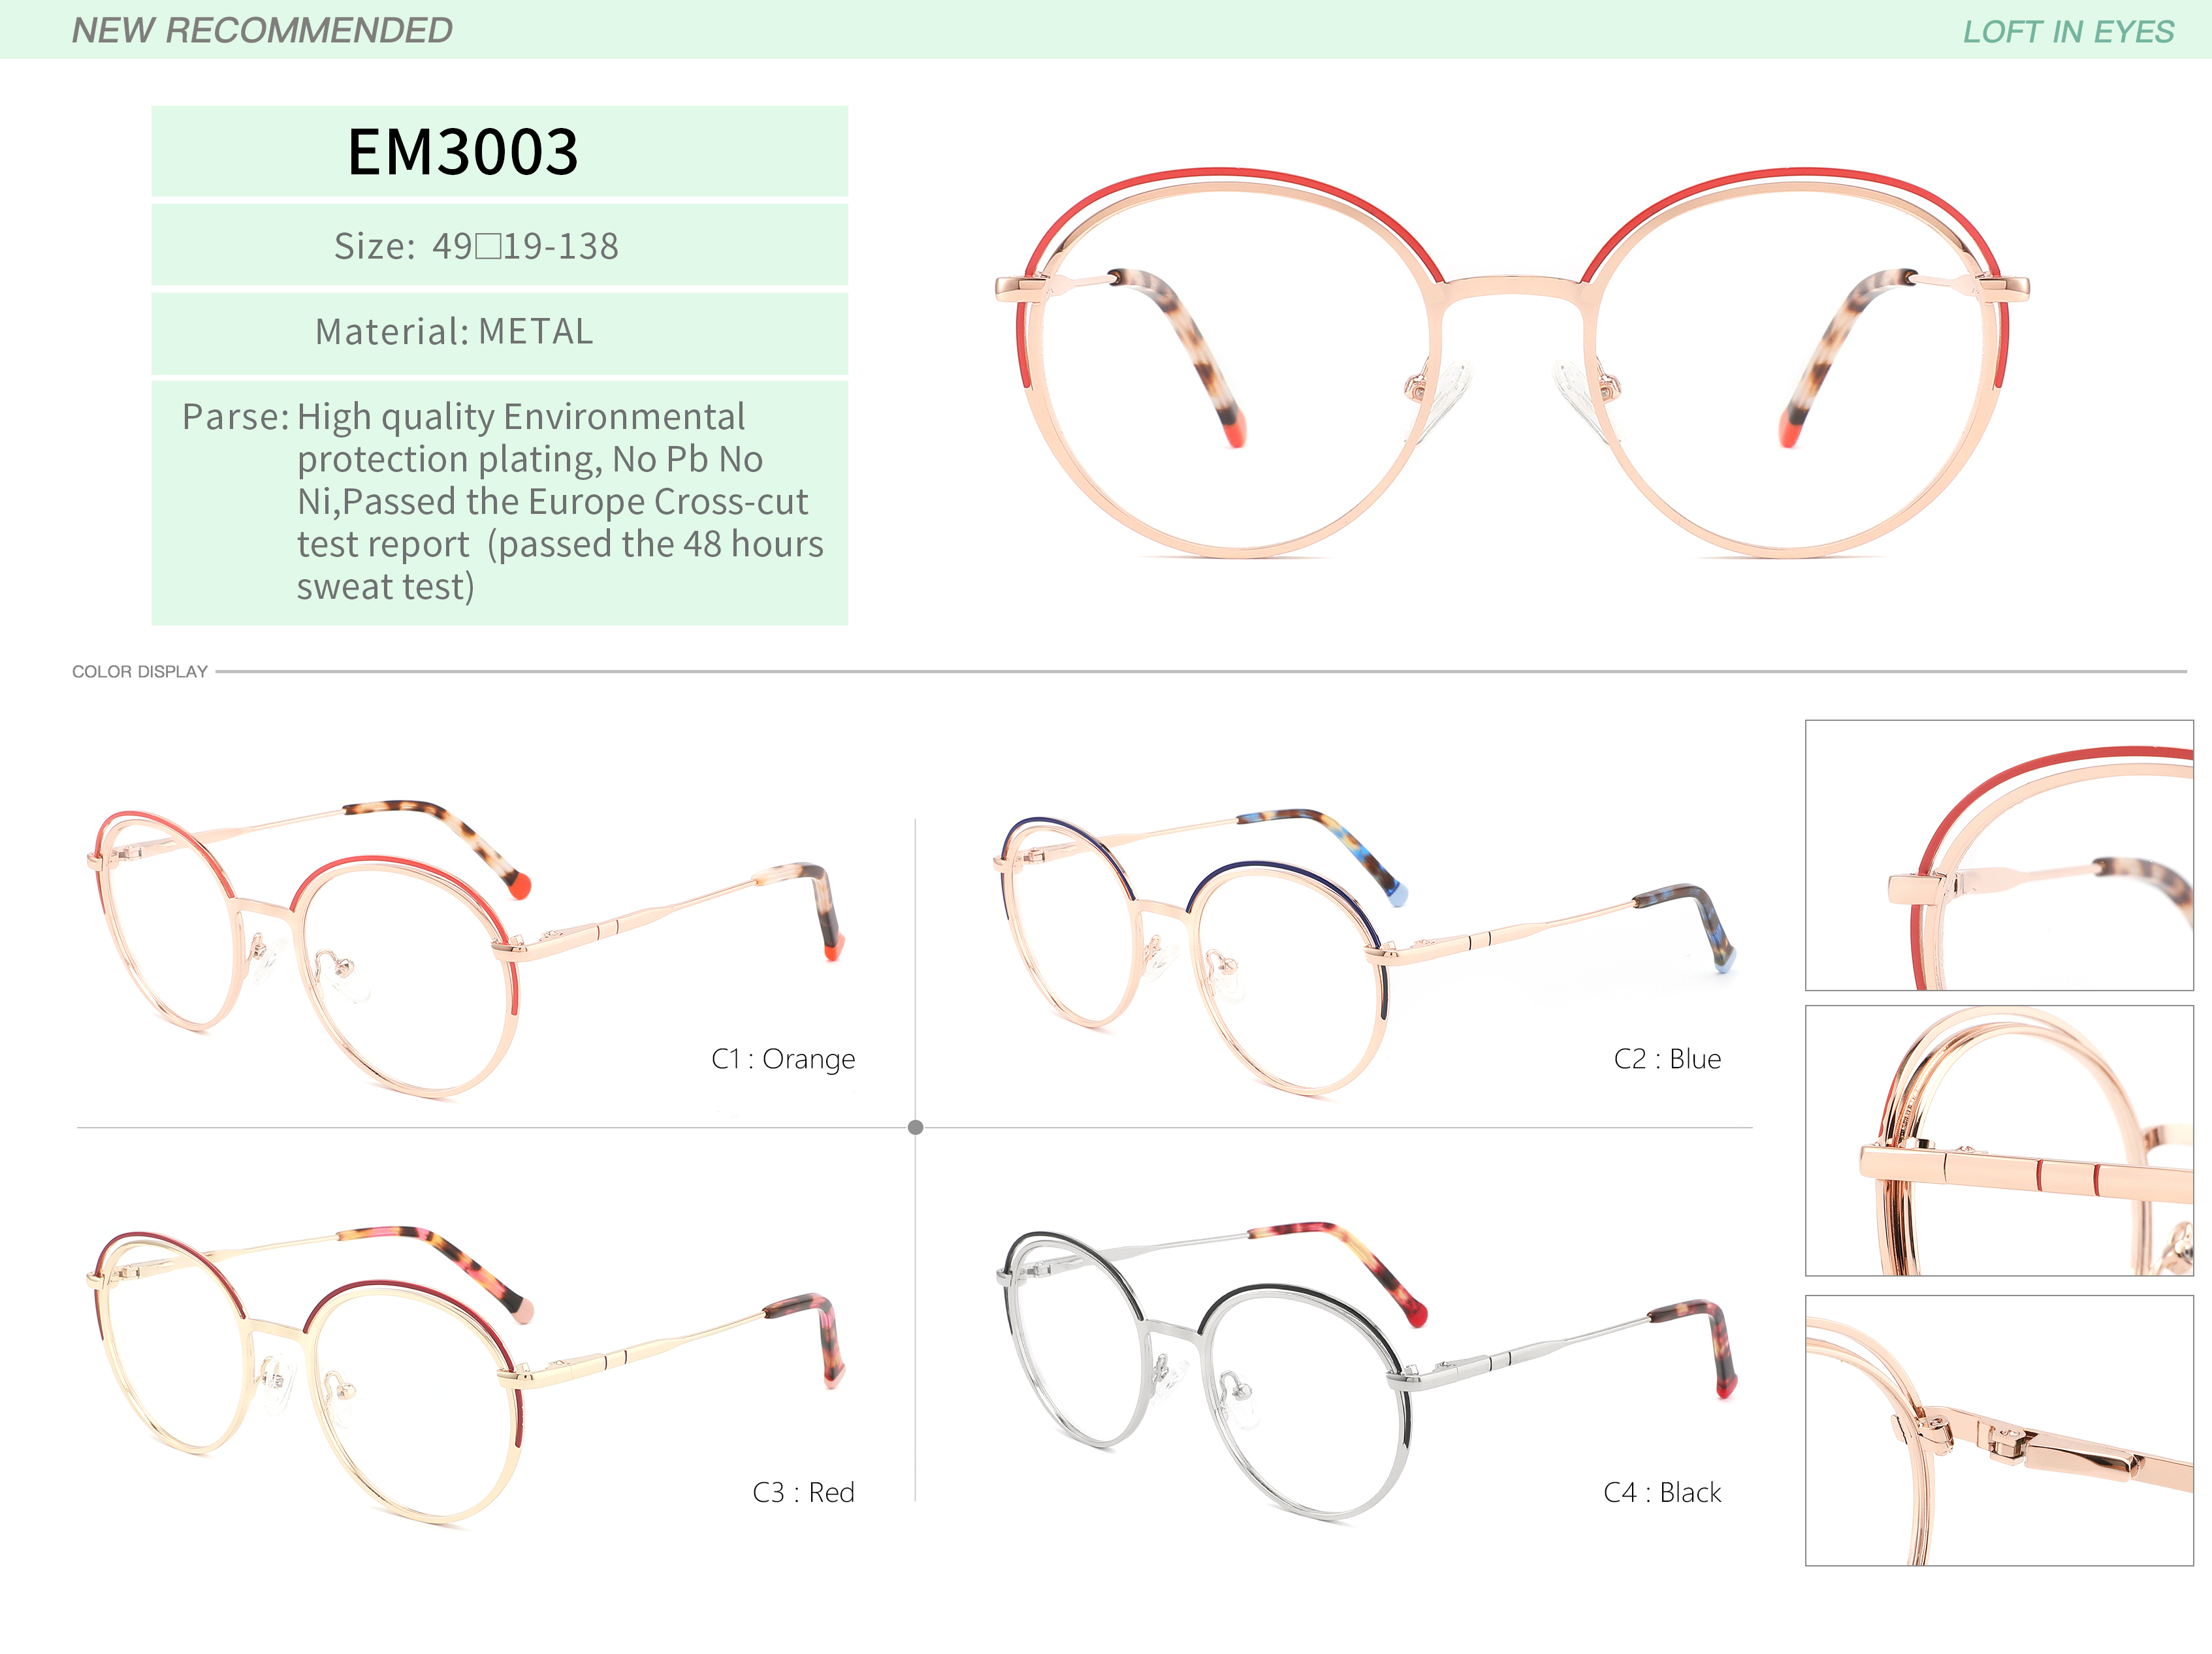 NEW RECOMMENDED
LOFT IN EYES
EM3003
Size: 49□19-138
Material: METAL
Parse: High quality Environmental
protection plating, No Pb No
Ni,Passed the Europe Cross-cut
test report (passed the 48 hours
sweat test)
COLOR DISPLAY
C1 : Orange
C2 : Blue
C3 : Red
C4 : Black